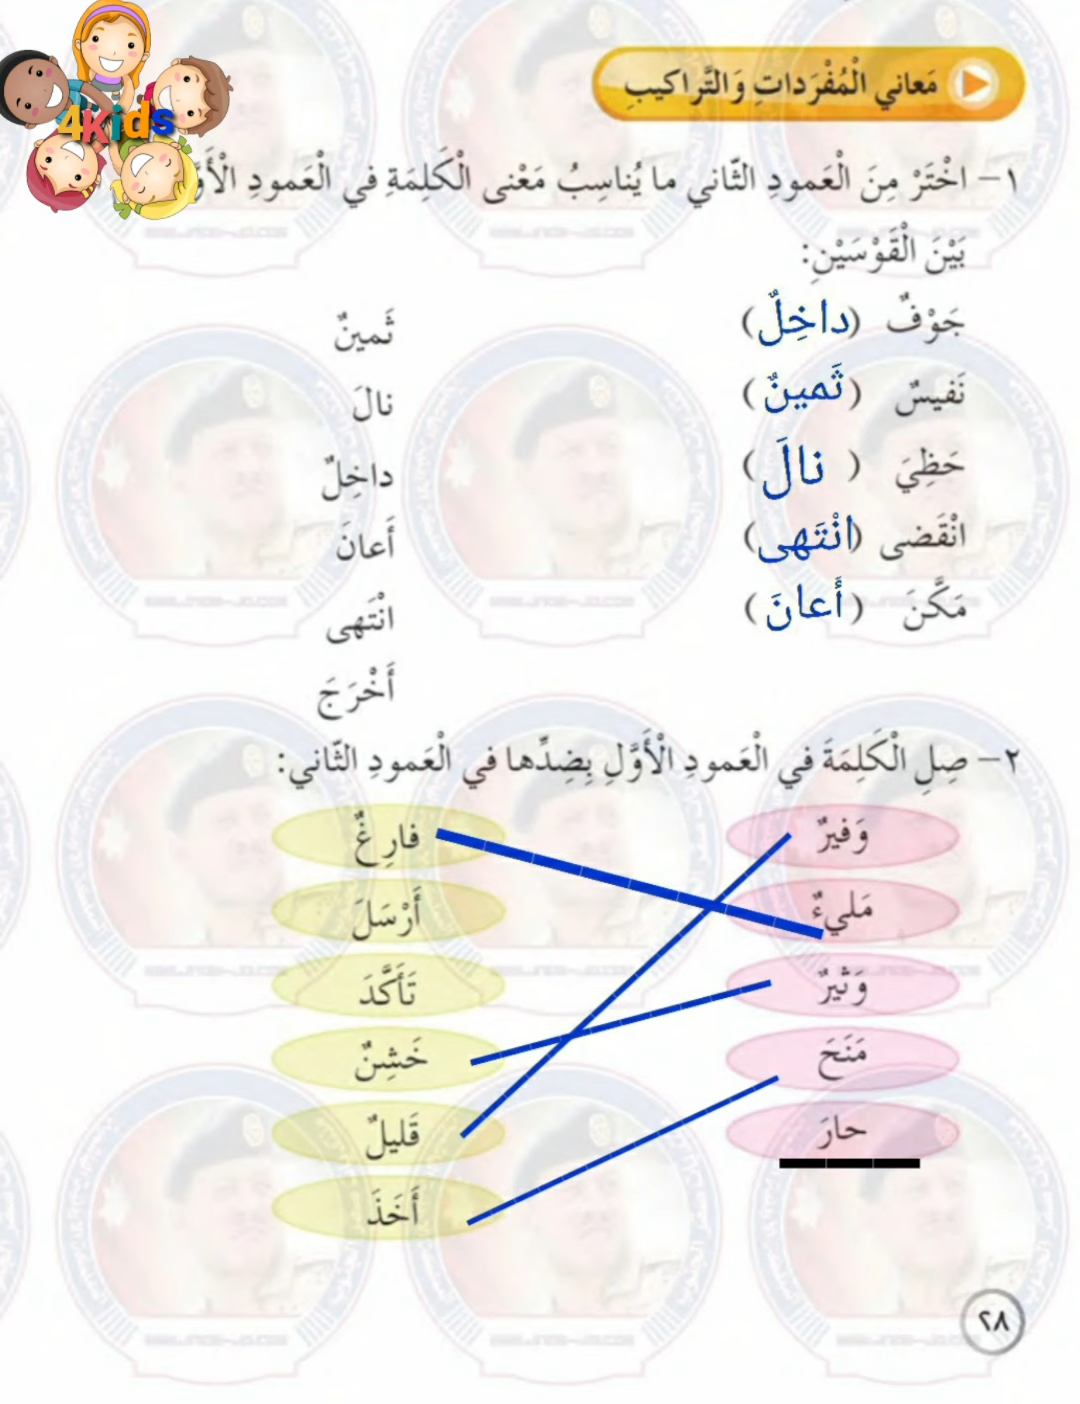 4Kids
مَعاني الْمُفْرَداتِ وَالتَّراكيبِ
١- اخْتَرْ مِنَ الْعَمودِ الثّاني ما يُناسِبُ مَعْنى الْكَلِمَةِ في الْعَمودِ
بَيْنَ الْقَوْسَيْنِ:
جَوْفٌ (داخِلٌ) ثَمينٌ
نَفيسٌ (ثَمينٌ) نالَ
حَظِيَ (نالَ) داخِلٌ
انْقَضى (انْتَهى) أَعانَ
مَكَّنَ (أَعانَ) انْتَهى
أَخْرَجَ
٢- صِلِ الْكَلِمَةَ في الْعَمودِ الْأَوَّلِ بِضِدِّها في الْعَمودِ الثّاني:
وَفيرٌ فارِغٌ
مَليءٌ أَرْسَلَ
وَثيرٌ تَأَكَّدَ
مَنَحَ خَشِنٌ
حارَ قَليلٌ
أَخَذَ
٢٨